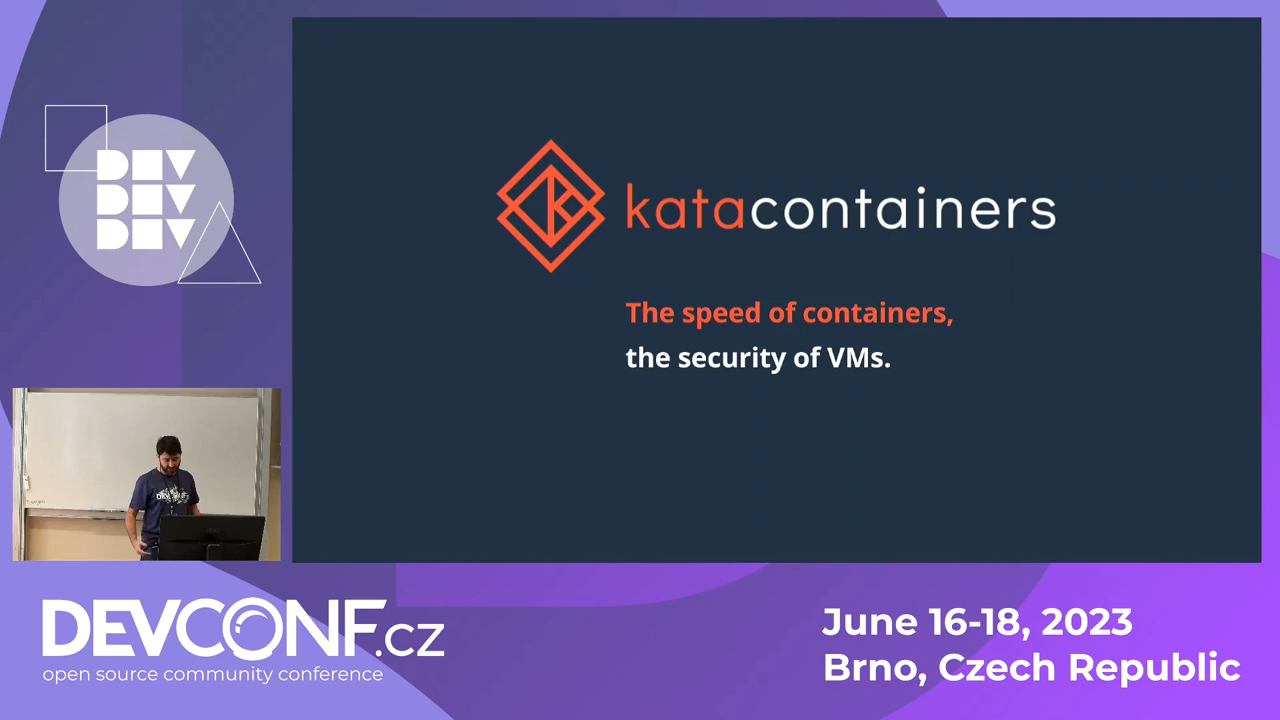 DEV
DEV
DEV
katacontainers
The speed of containers,
the security of VMs.
DEVCONF.cz
open source community conference
June 16-18, 2023
Brno, Czech Republic